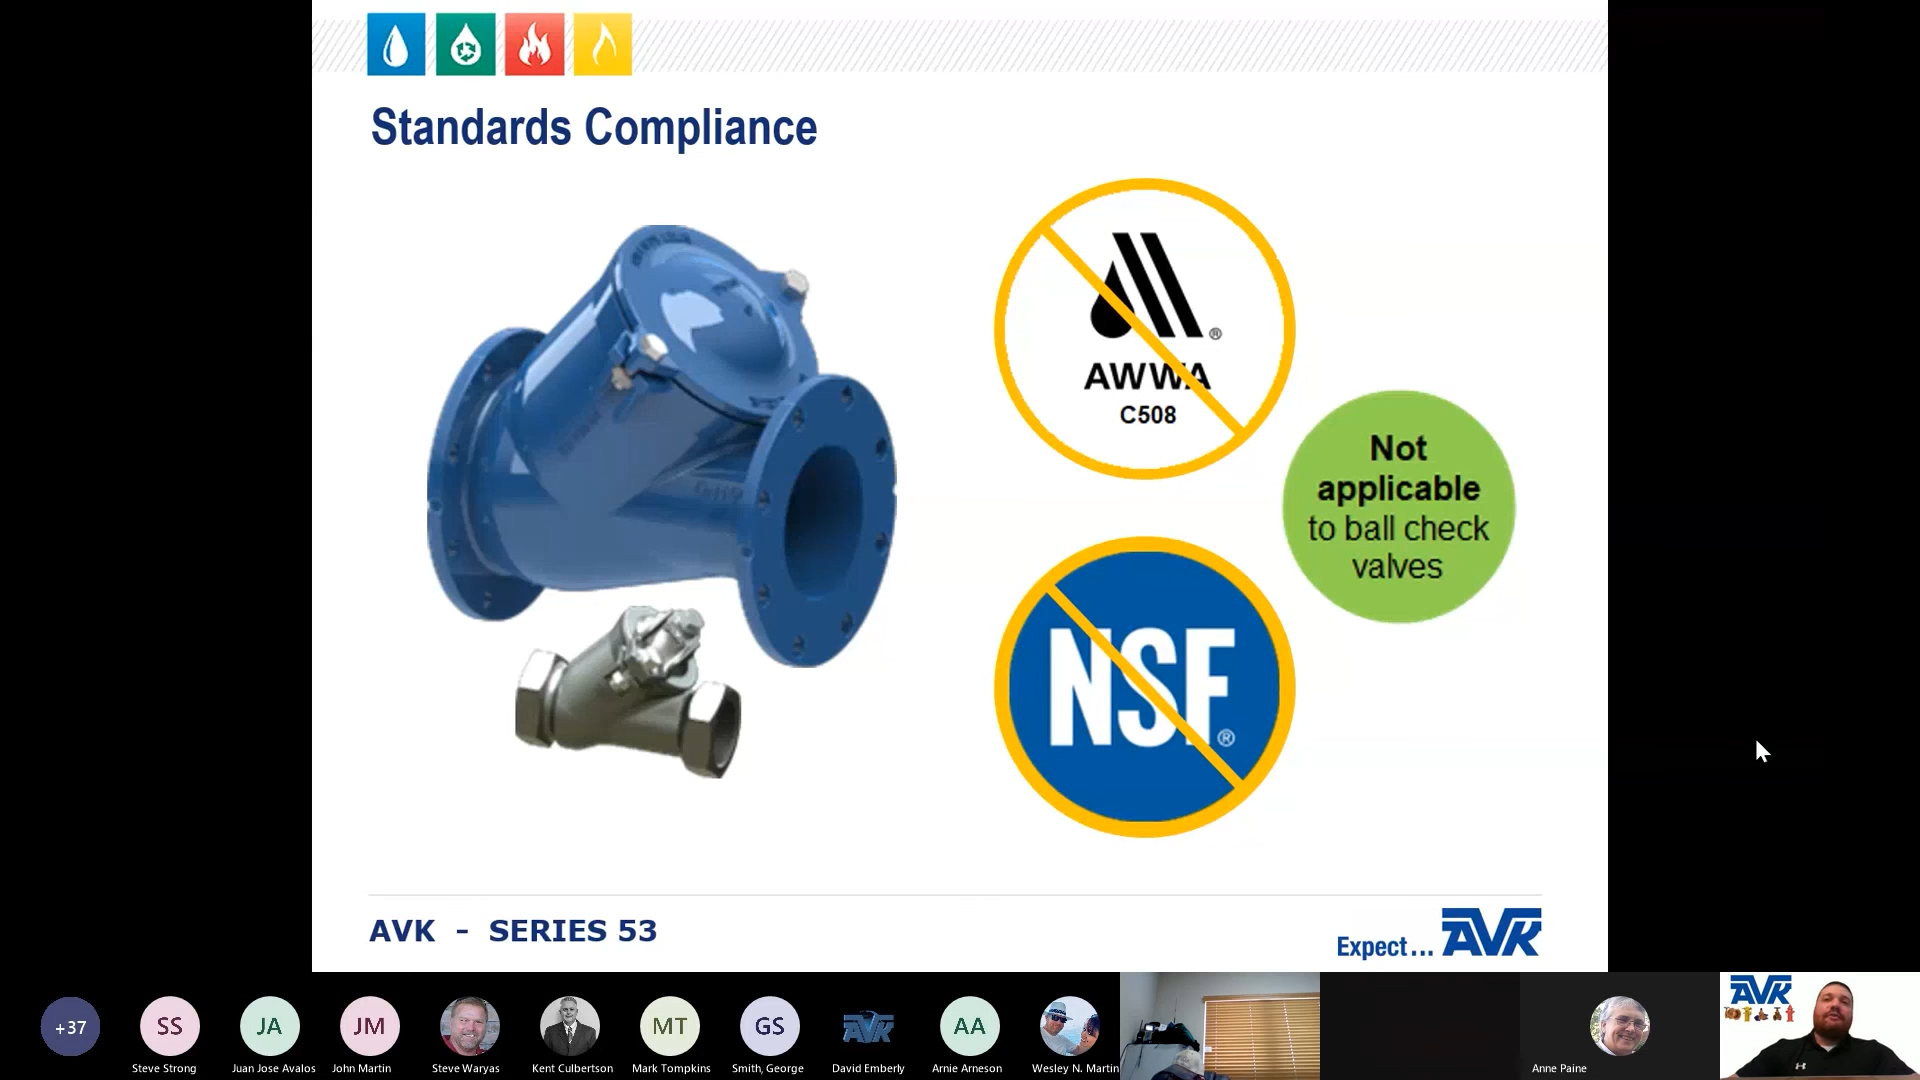 Standards Compliance
®
AWWA
C508
Not
applicable
to ball check
valves
NSF®
AVK - SERIES 53
Expect... AVK
+37
SS
JA
JM
MT
GS
AVK
AA
Steve Strong
Juan Jose Avalos
John Martin
Steve Waryas
Kent Culbertson
Mark Tompkins
Smith, George
David Emberly
Arnie Arneson
Wesley N. Martin
Anne Paine
AVK